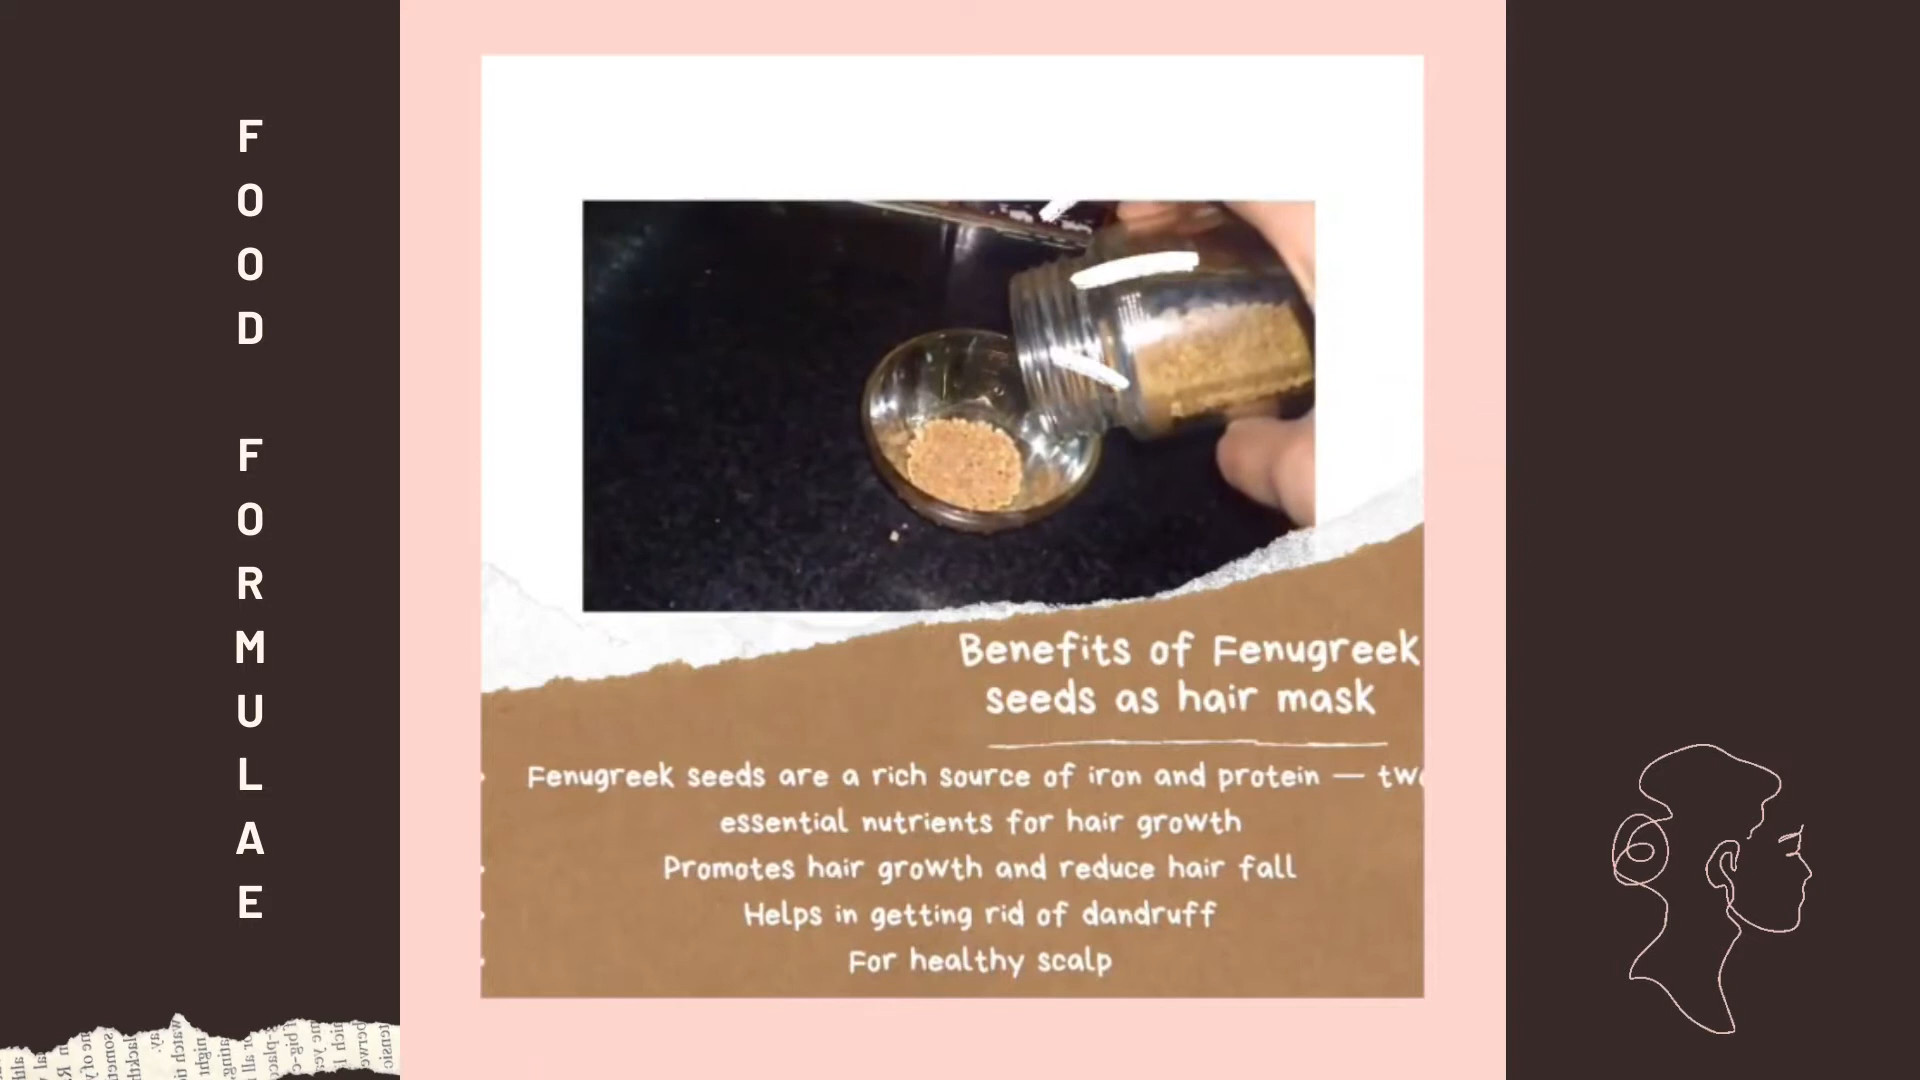 FOOD FORMULAE
Benefits of Fenugreek
seeds as hair mask
Fenugreek seeds are a rich source of iron and protein —
essential nutrients for hair growth
Promotes hair growth and reduce hair fall
Helps in getting rid of dandruff
For healthy scalp